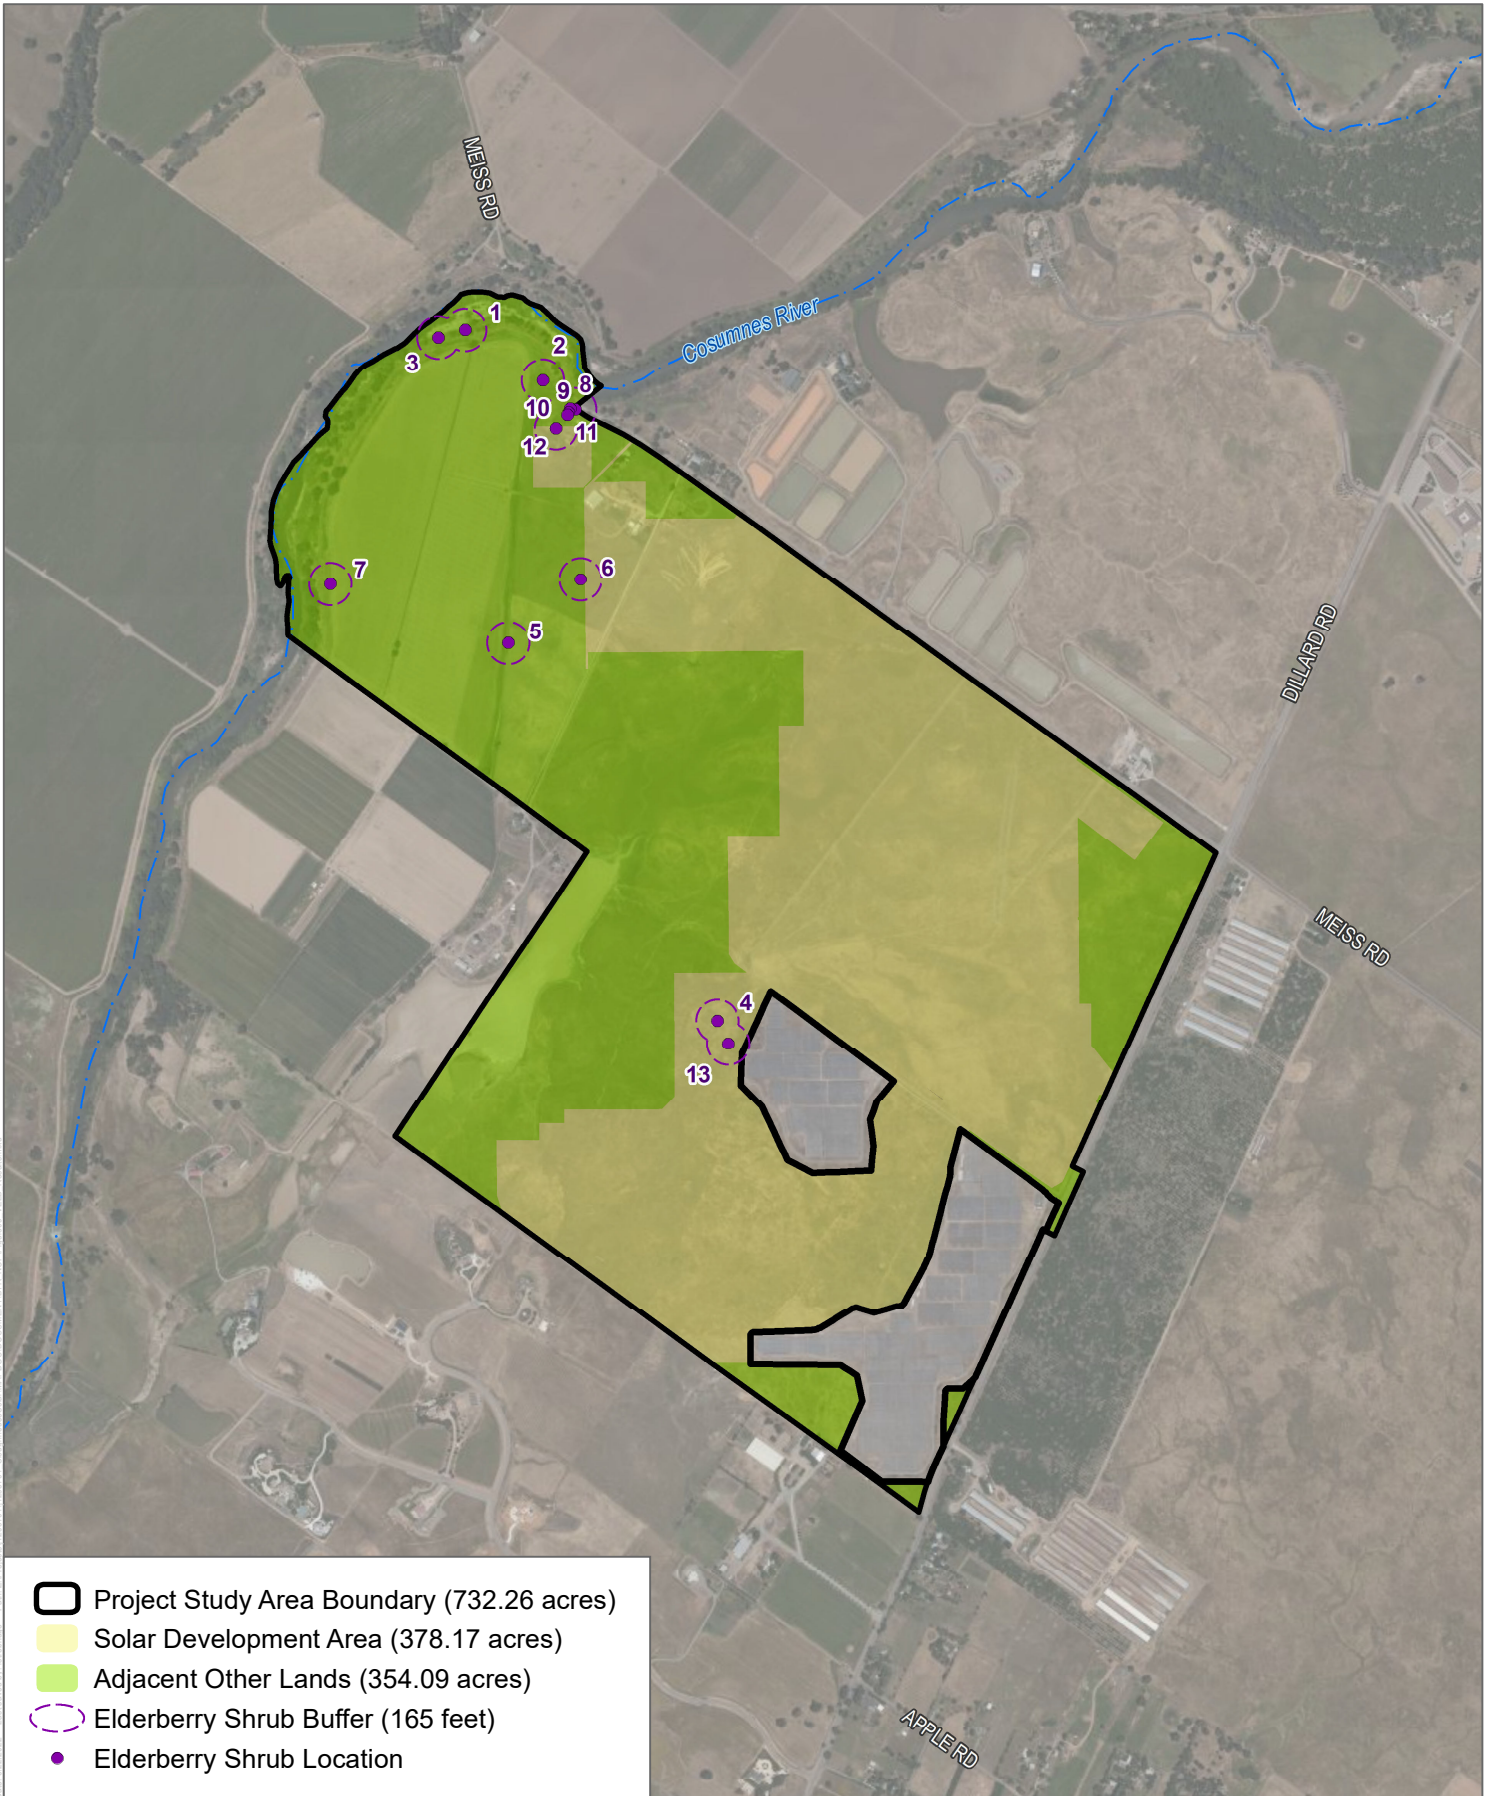 MEISS RD
Cosumnes River
1
3
2
9
8
10
11
12
7
6
5
DILLARD RD
MEISS RD
4
13
Project Study Area Boundary (732.26 acres)
Solar Development Area (378.17 acres)
Adjacent Other Lands (354.09 acres)
Elderberry Shrub Buffer (165 feet)
Elderberry Shrub Location
APPLE RD